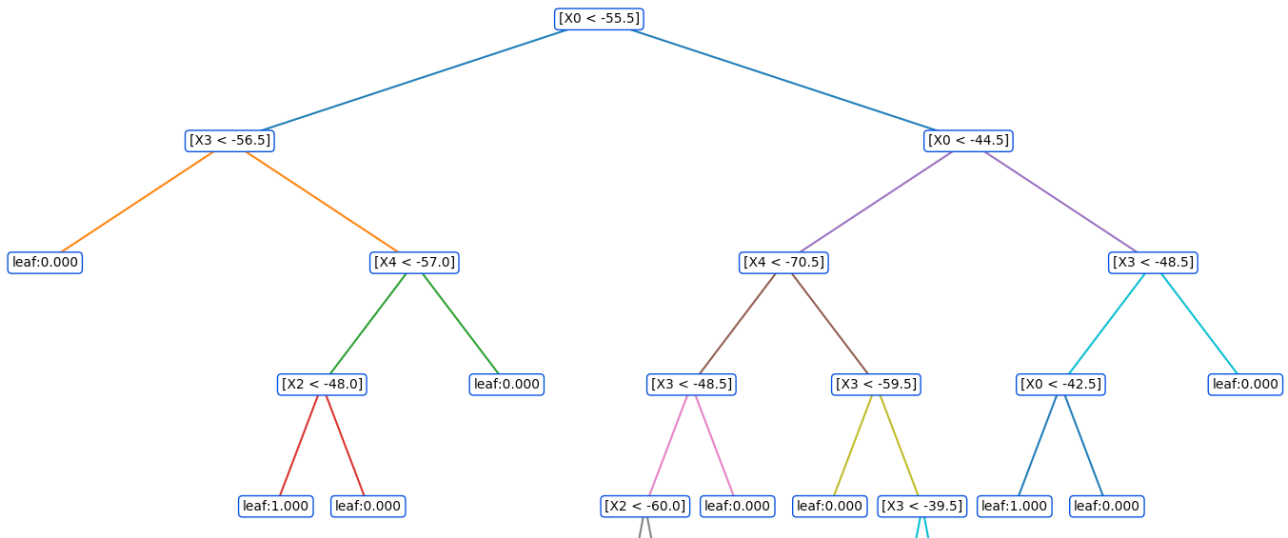 [X0 < -55.5]
[X3 < -56.5]
[X0 < -44.5]
leaf:0.000
[X4 < -57.0]
[X4 < -70.5]
[X3 < -48.5]
[X2 < -48.0]
leaf:0.000
[X3 < -48.5]
[X3 < -59.5]
[X0 < -42.5]
leaf:0.000
leaf:1.000
leaf:0.000
[X2 < -60.0]
leaf:0.000
leaf:0.000
[X3 < -39.5]
leaf:1.000
leaf:0.000